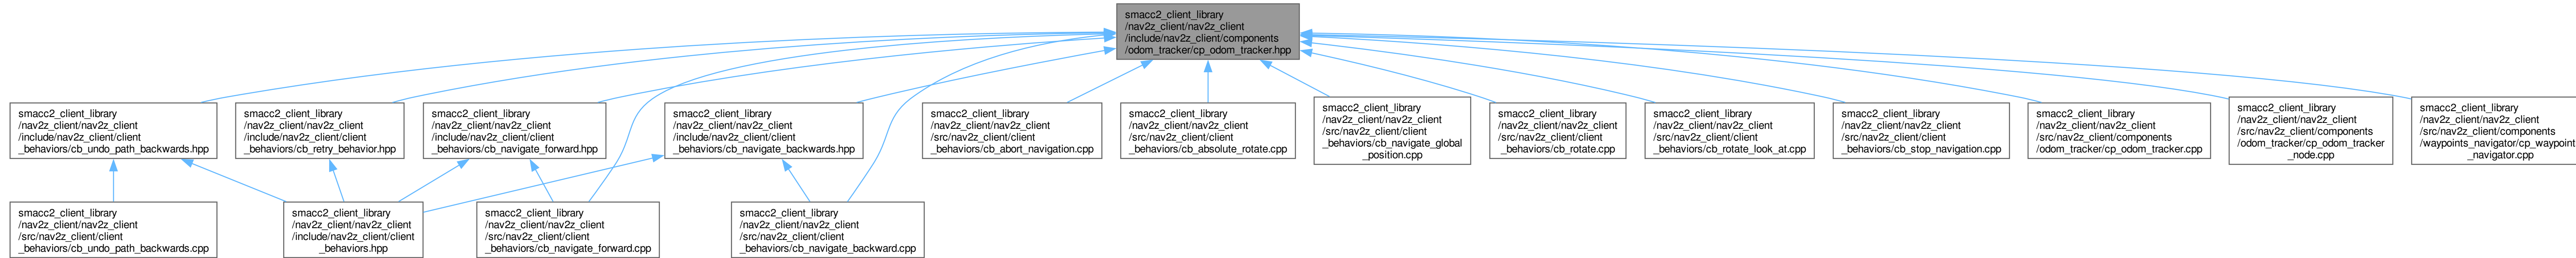 smacc2_client_library
/nav2z_client/nav2z_client
/include/nav2z_client/components
/odom_tracker/cp_odom_tracker.hpp
smacc2_client_library
/nav2z_client/nav2z_client
/include/nav2z_client/client
_behaviors/cb_undo_path_backwards.hpp
smacc2_client_library
/nav2z_client/nav2z_client
/include/nav2z_client/client
_behaviors/cb_retry_behavior.hpp
smacc2_client_library
/nav2z_client/nav2z_client
/include/nav2z_client/client
_behaviors/cb_navigate_forward.hpp
smacc2_client_library
/nav2z_client/nav2z_client
/include/nav2z_client/client
_behaviors/cb_navigate_backwards.hpp
smacc2_client_library
/nav2z_client/nav2z_client
/src/nav2z_client/client
_behaviors/cb_abort_navigation.cpp
smacc2_client_library
/nav2z_client/nav2z_client
/src/nav2z_client/client
_behaviors/cb_absolute_rotate.cpp
smacc2_client_library
/nav2z_client/nav2z_client
/src/nav2z_client/client
_behaviors/cb_navigate_global
_position.cpp
smacc2_client_library
/nav2z_client/nav2z_client
/src/nav2z_client/client
_behaviors/cb_rotate.cpp
smacc2_client_library
/nav2z_client/nav2z_client
/src/nav2z_client/client
_behaviors/cb_rotate_look_at.cpp
smacc2_client_library
/nav2z_client/nav2z_client
/src/nav2z_client/client
_behaviors/cb_stop_navigation.cpp
smacc2_client_library
/nav2z_client/nav2z_client
/src/nav2z_client/components
/odom_tracker/cp_odom_tracker.cpp
smacc2_client_library
/nav2z_client/nav2z_client
/src/nav2z_client/components
/odom_tracker/cp_odom_tracker
_node.cpp
smacc2_client_library
/nav2z_client/nav2z_client
/src/nav2z_client/components
/waypoints_navigator/cp_waypoint
_navigator.cpp
smacc2_client_library
/nav2z_client/nav2z_client
/src/nav2z_client/client
_behaviors/cb_undo_path_backwards.cpp
smacc2_client_library
/nav2z_client/nav2z_client
/include/nav2z_client/client
_behaviors.hpp
smacc2_client_library
/nav2z_client/nav2z_client
/src/nav2z_client/client
_behaviors/cb_navigate_forward.cpp
smacc2_client_library
/nav2z_client/nav2z_client
/src/nav2z_client/client
_behaviors/cb_navigate_backward.cpp